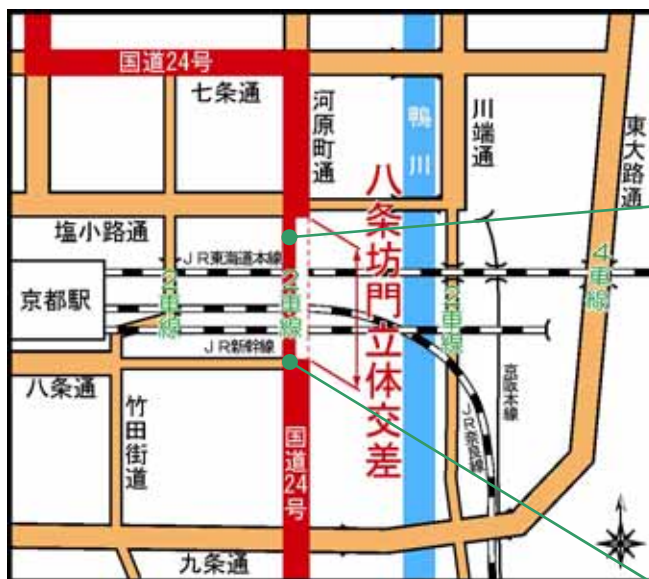 国道24号
七条通
河原町通
鴨川
川端通
東大路通
八条坊門立体交差
塩小路通
JR東海道本線
京都駅
2車線
2車線
2車線
4車線
JR新幹線
八条通
竹田街道
国道24号
JR奈良線
京阪本線
九条通